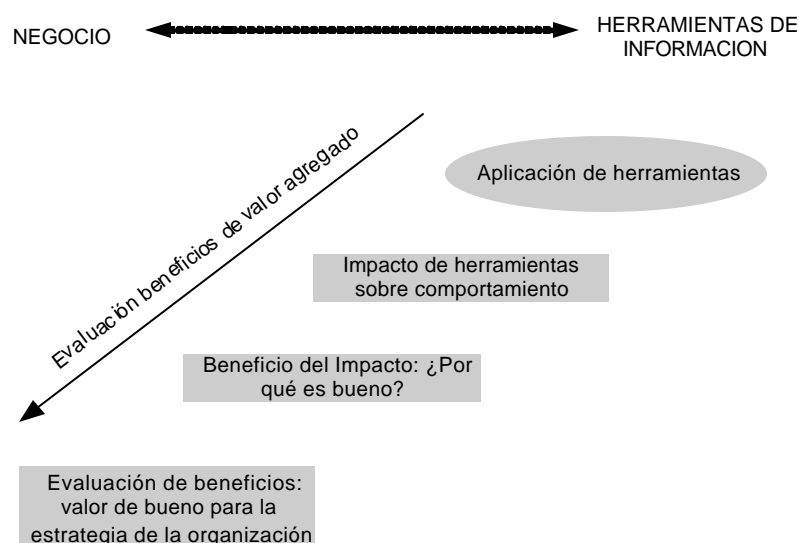 NEGOCIO
HERRAMIENTAS DE
INFORMACION
Evaluación beneficios de valor agregado
Aplicación de herramientas
Impacto de herramientas
sobre comportamiento
Beneficio del Impacto: ¿Por
qué es bueno?
Evaluación de beneficios:
valor de bueno para la
estrategia de la organización